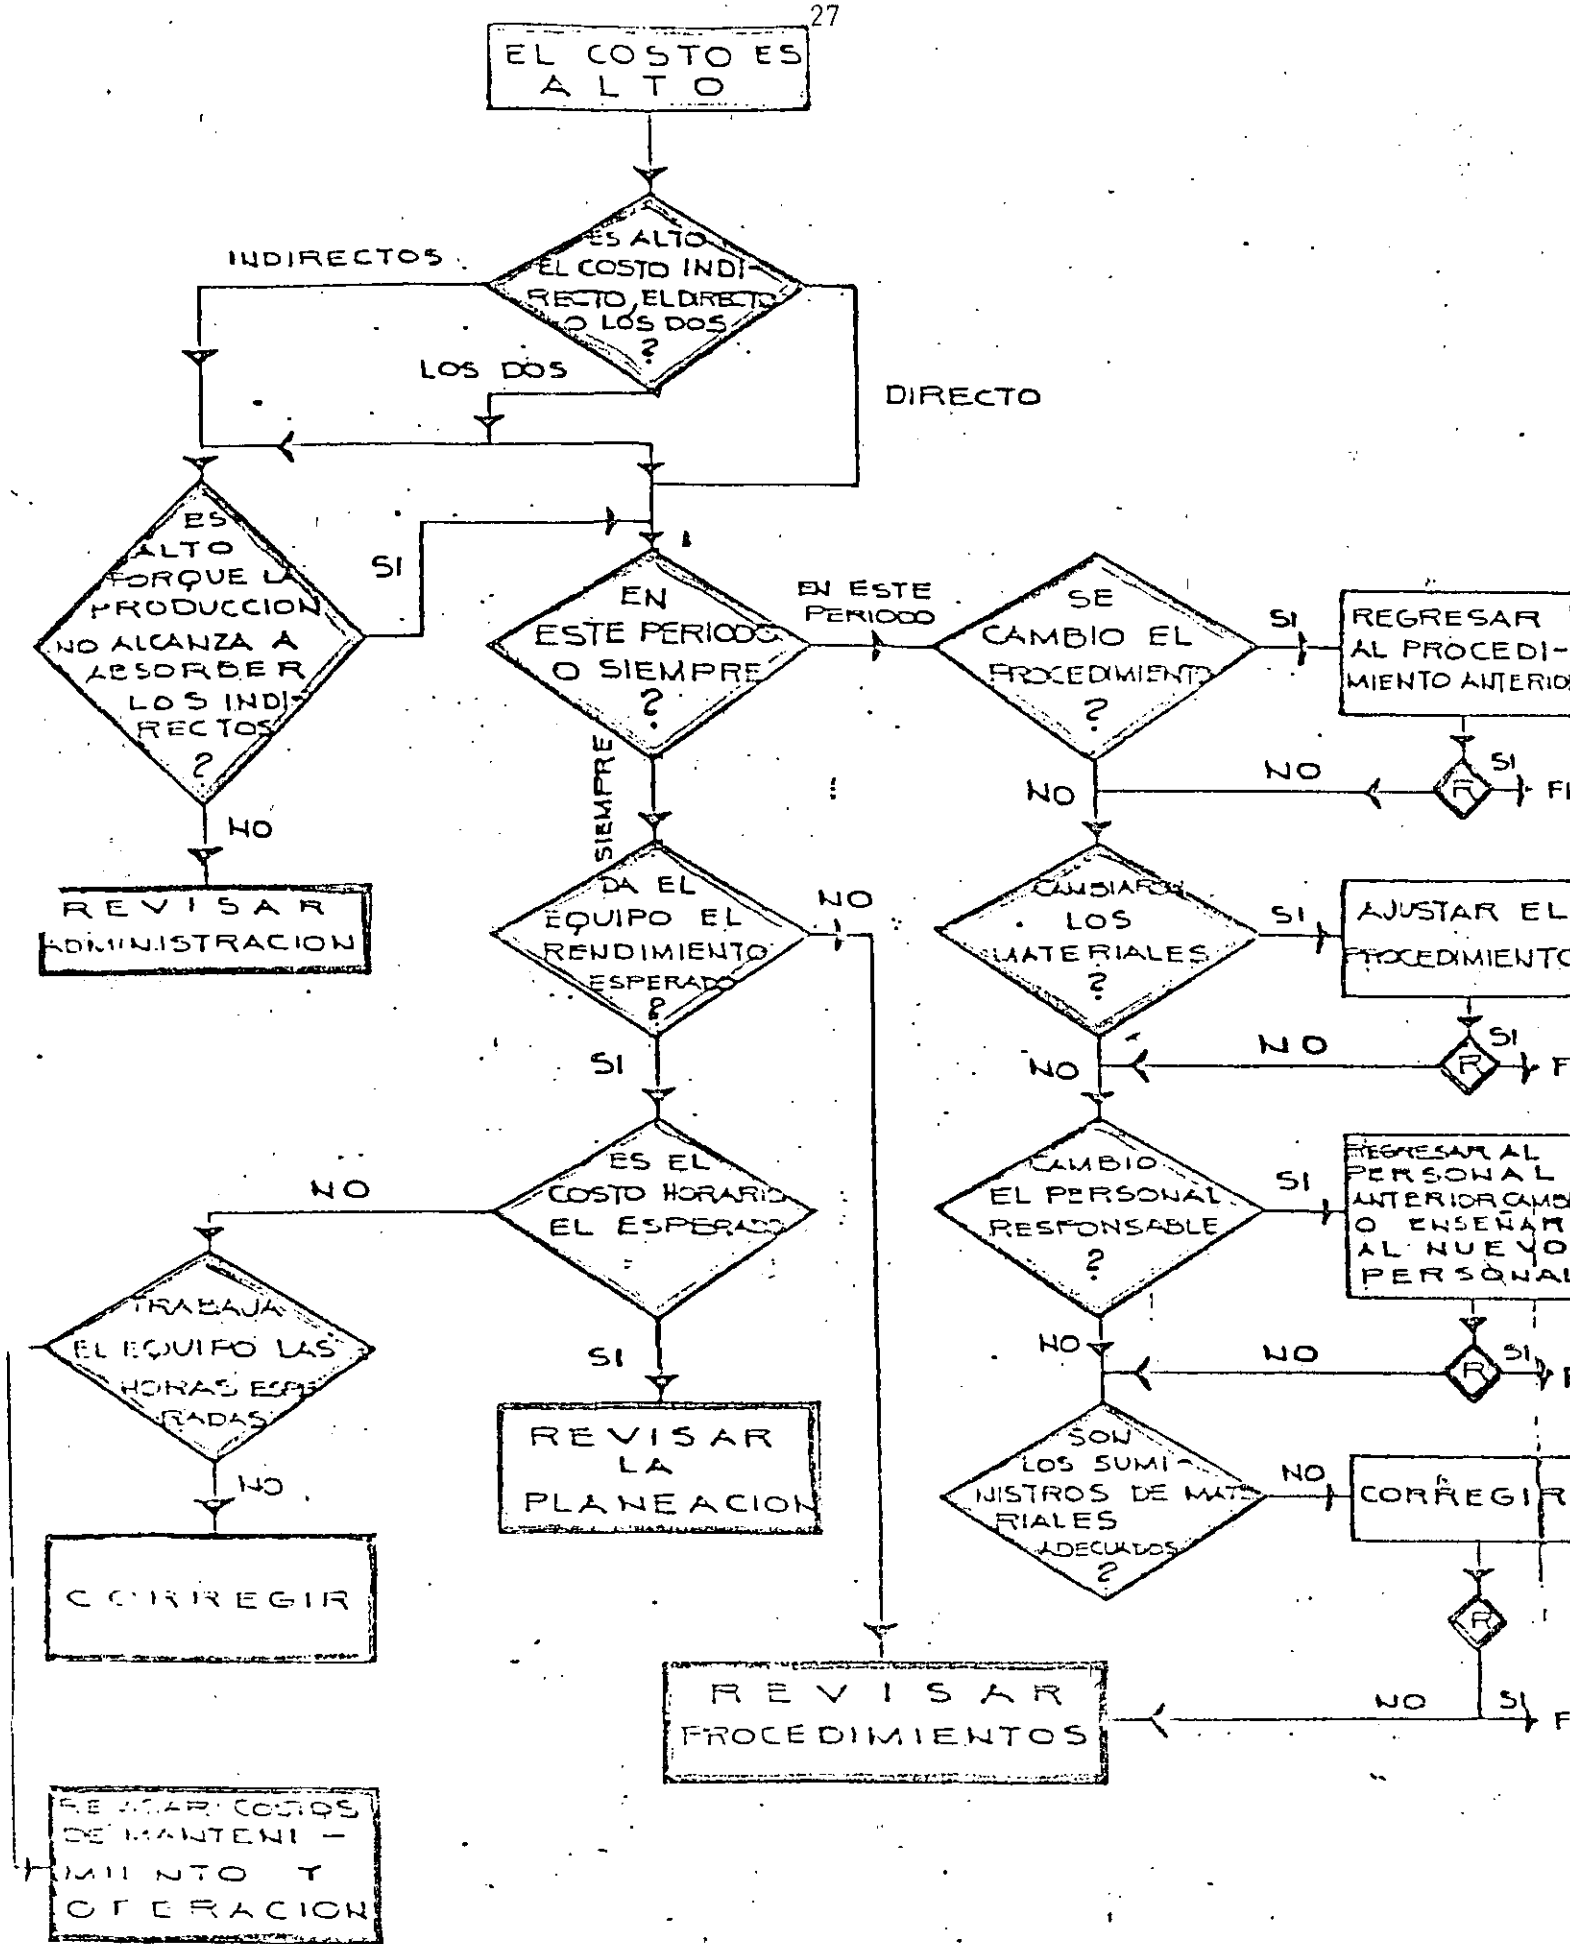 27
EL COSTO ES
ALTO
ES ALTO
EL COSTO INDI-
RECTO, EL DIRECTO
O LOS DOS
?
INDIRECTOS
LOS DOS
DIRECTO
ES
ALTO
PORQUE LA
PRODUCCION
NO ALCANZA A
ABSORBER
LOS INDI-
RECTOS
?
SI
NO
REVISAR
ADMINISTRACION
EN
ESTE PERIODO
O SIEMPRE
?
EN ESTE
PERIODO
SIEMPRE
SE
CAMBIO EL
PROCEDIMIENTO
?
SI
REGRESAR
AL PROCEDI-
MIENTO ANTERIO
R
SI
NO
NO
DA EL
EQUIPO EL
RENDIMIENTO
ESPERADO
?
NO
SI
CAMBIARON
LOS
MATERIALES
?
SI
AJUSTAR EL
PROCEDIMIENTO
R
SI
F
NO
NO
ES EL
COSTO HORARIO
EL ESPERADO
NO
SI
CAMBIO
EL PERSONAL
RESPONSABLE
?
SI
REGRESAR AL
PERSONAL
ANTERIOR CAMBI
O ENSEÑAR
AL NUEVO
PERSONAL
R
SI
NO
NO
TRABAJA
EL EQUIPO LAS
HORAS ESPE
RADAS
NO
CORREGIR
REVISAR
LA
PLANEACION
SON
LOS SUMI-
NISTROS DE MATE
RIALES
ADECUADOS
?
NO
CORREGIR
R
NO
SI
F
REVISAR
PROCEDIMIENTOS
COSTOS
DE MANTENI-
MIENTO Y
OPERACION